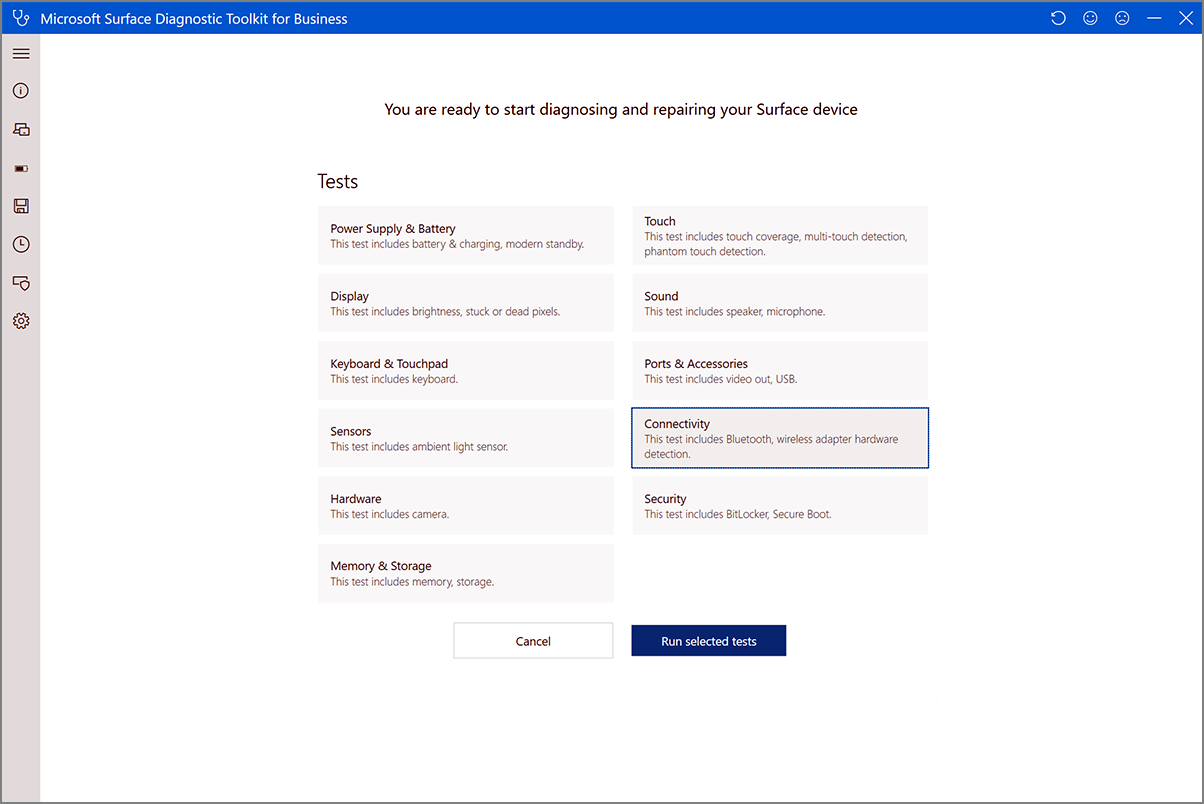 Microsoft Surface Diagnostic Toolkit for Business
You are ready to start diagnosing and repairing your Surface device
Tests
Power Supply & Battery
This test includes battery & charging, modern standby.
Touch
This test includes touch coverage, multi-touch detection,
phantom touch detection.
Display
This test includes brightness, stuck or dead pixels.
Sound
This test includes speaker, microphone.
Keyboard & Touchpad
This test includes keyboard.
Ports & Accessories
This test includes video out, USB.
Sensors
This test includes ambient light sensor.
Connectivity
This test includes Bluetooth, wireless adapter hardware
detection.
Hardware
This test includes camera.
Security
This test includes BitLocker, Secure Boot.
Memory & Storage
This test includes memory, storage.
Cancel
Run selected tests